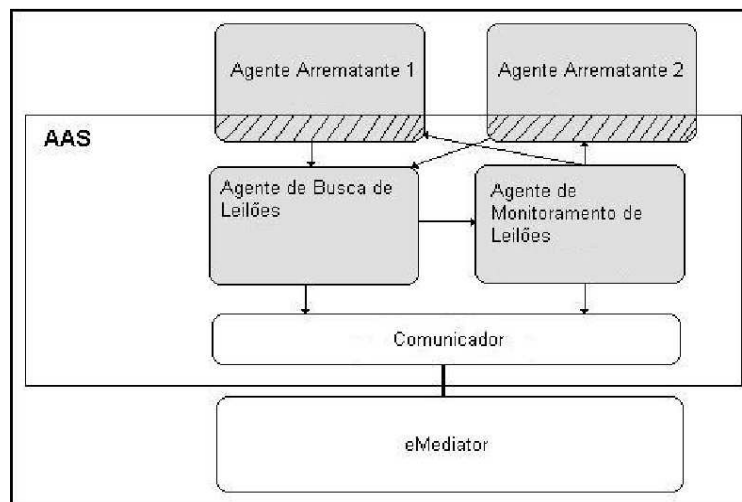 Agente Arrematante 1
Agente Arrematante 2
AAS
Agente de Busca de
Leilões
Agente de
Monitoramento de
Leilões
Comunicador
eMediator